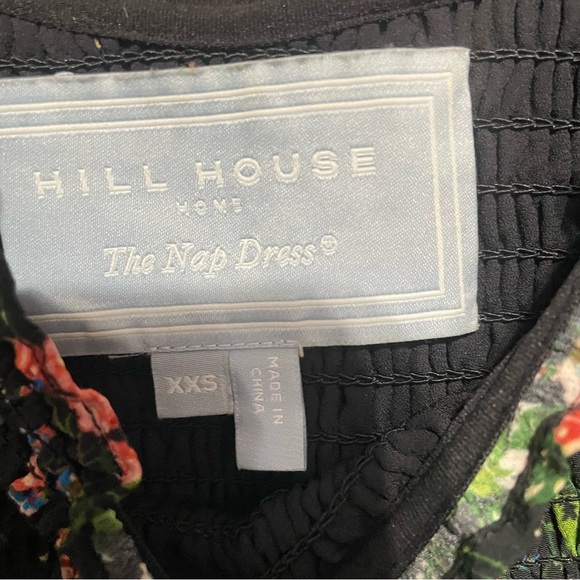 HILL HOUSE
HOME
The Nap Dress®
XXS
MADE IN
CHINA